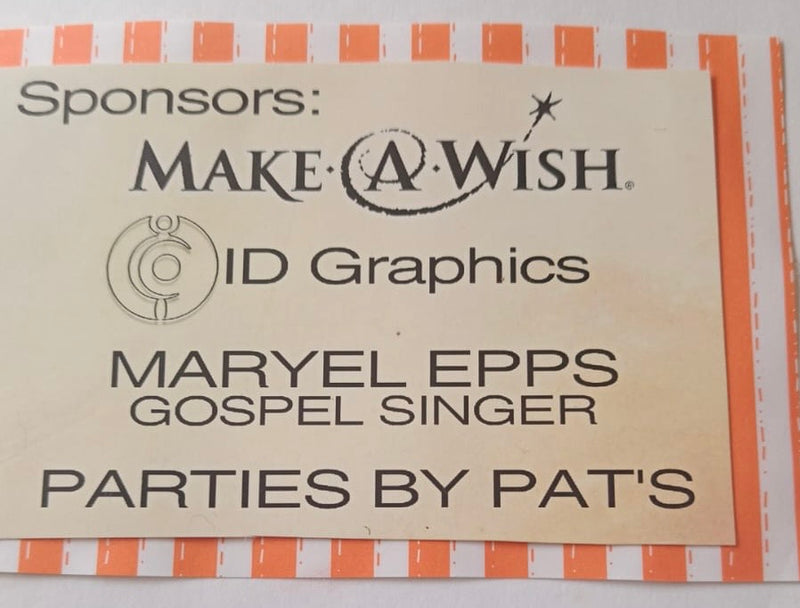 Sponsors:
MAKE·A·WISH®
ID Graphics
MARYEL EPPS
GOSPEL SINGER
PARTIES BY PAT'S